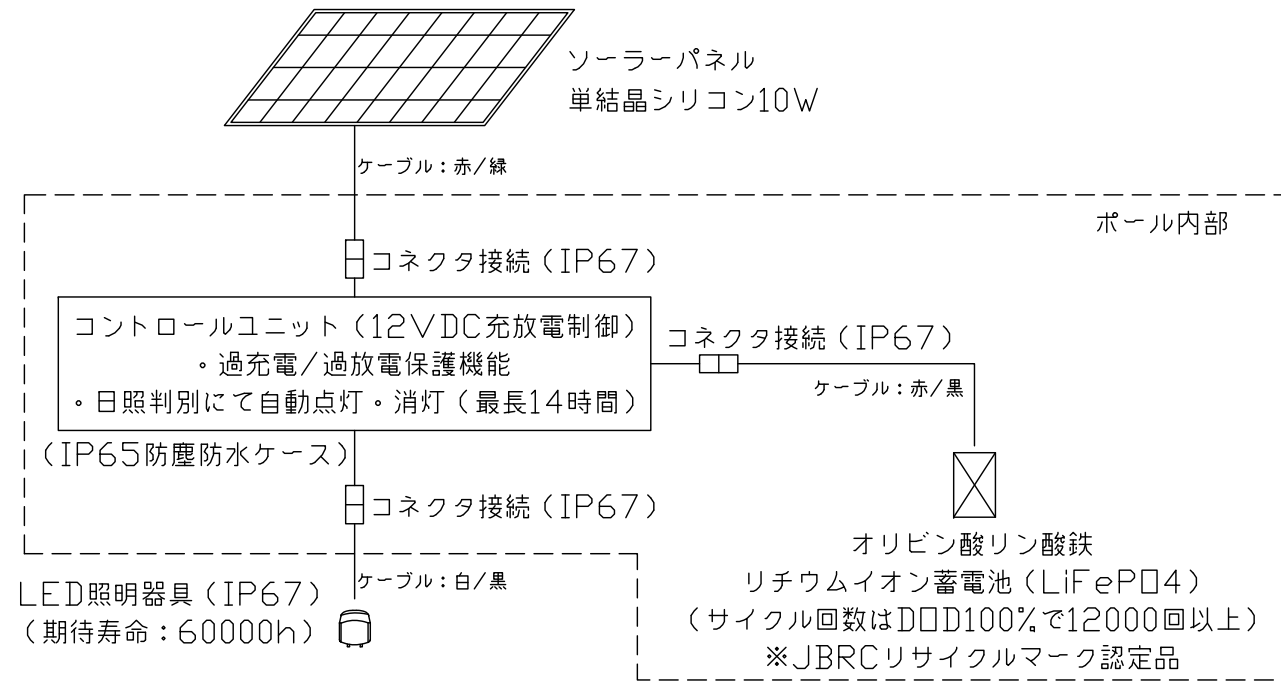 ソーラーパネル
単結晶シリコン10W
ケーブル：赤/緑
ポール内部
コネクタ接続（IP67）
コントロールユニット（12VDC充放電制御）
・過充電/過放電保護機能
・日照判別にて自動点灯・消灯（最長14時間）
（IP65防塵防水ケース）
コネクタ接続（IP67）
ケーブル：赤/黒
コネクタ接続（IP67）
オリビン酸リン酸鉄
リチウムイオン蓄電池（LiFePO4）
（サイクル回数はDOD100%で12000回以上）
※JBRCリサイクルマーク認定品
ケーブル：白/黒
LED照明器具（IP67）
（期待寿命：60000h）